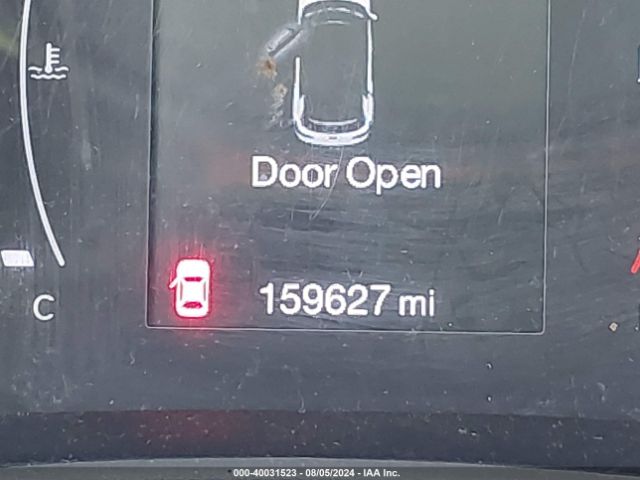 Door Open
159627 mi
C
000-40031523 - 08/05/2024 - IAA Inc.